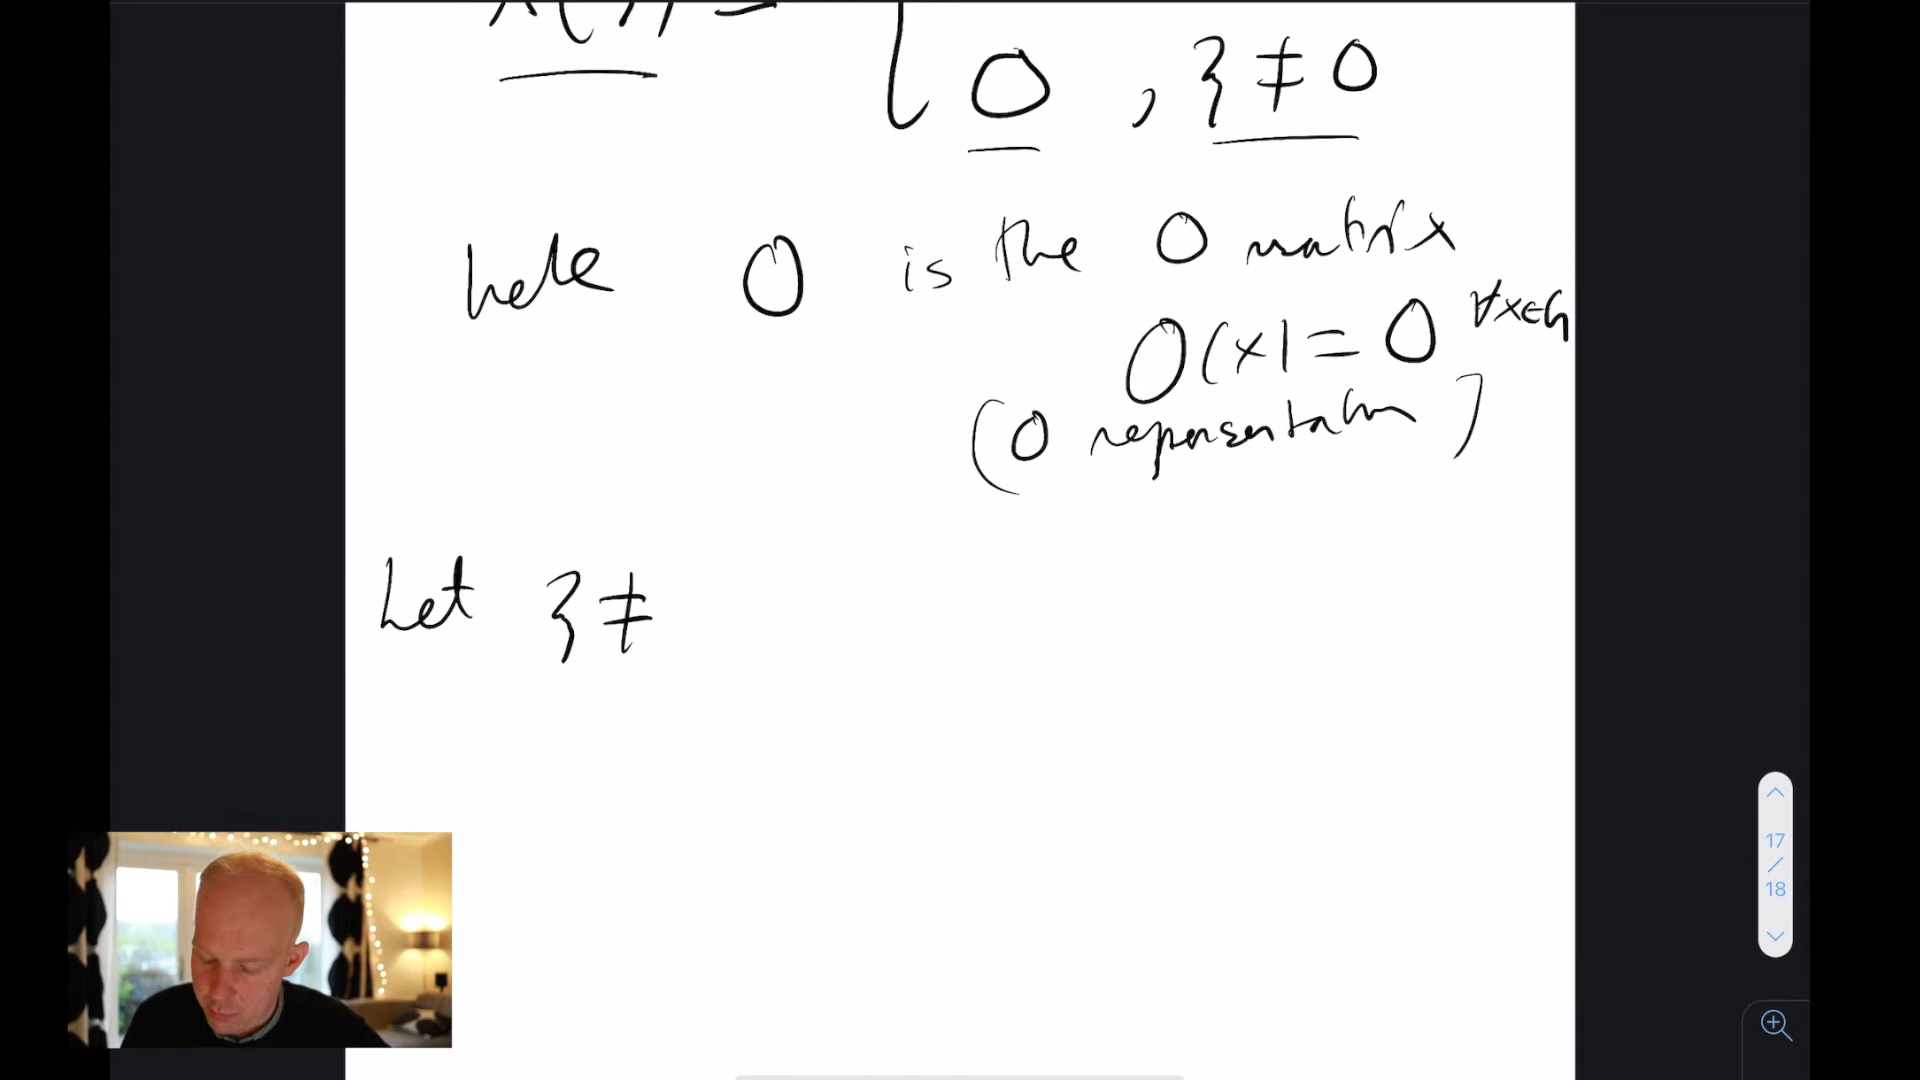 0 , ξ ≠ 0
here 0 is the 0 matrix
0(x) = 0 ∀x∈G
(0 representation)
Let ξ ≠
17
/
18